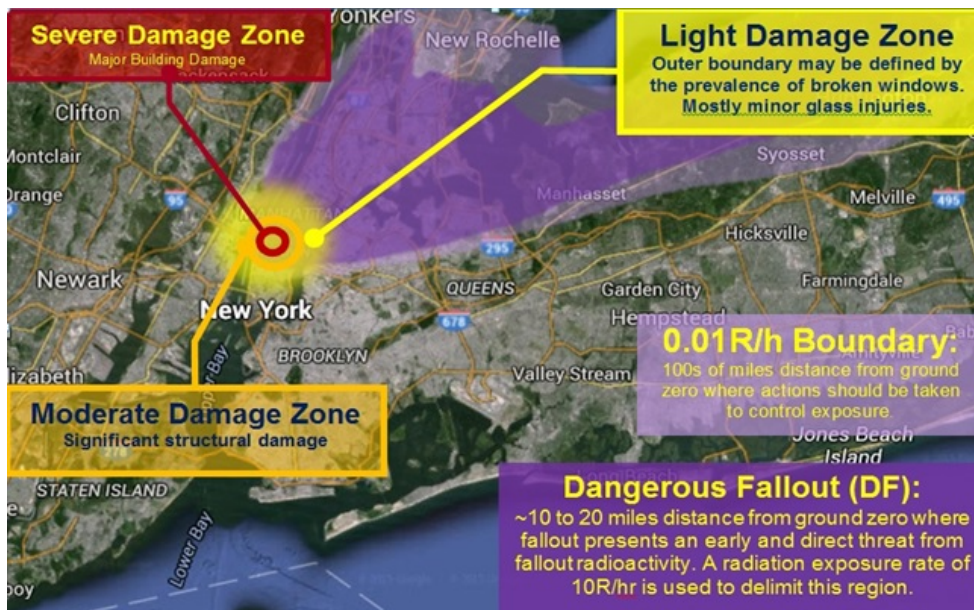 Yonkers
New Rochelle
Severe Damage Zone
Major Building Damage
Light Damage Zone
Outer boundary may be defined by
the prevalence of broken windows.
Mostly minor glass injuries.
Clifton
Montclair
Orange
95
MANHATTAN
Manhasset
Syosset
Melville
495
Hicksville
295
Newark
New York
QUEENS
Garden City
Farmingdale
678
Hempstead
BROOKLYN
Valley Stream
0.01R/h Boundary:
100s of miles distance from ground
zero where actions should be taken
to control exposure.
Moderate Damage Zone
Significant structural damage
Jones Beach
Island
STATEN ISLAND
Lower Bay
Dangerous Fallout (DF):
~10 to 20 miles distance from ground zero where
fallout presents an early and direct threat from
fallout radioactivity. A radiation exposure rate of
10R/hr is used to delimit this region.